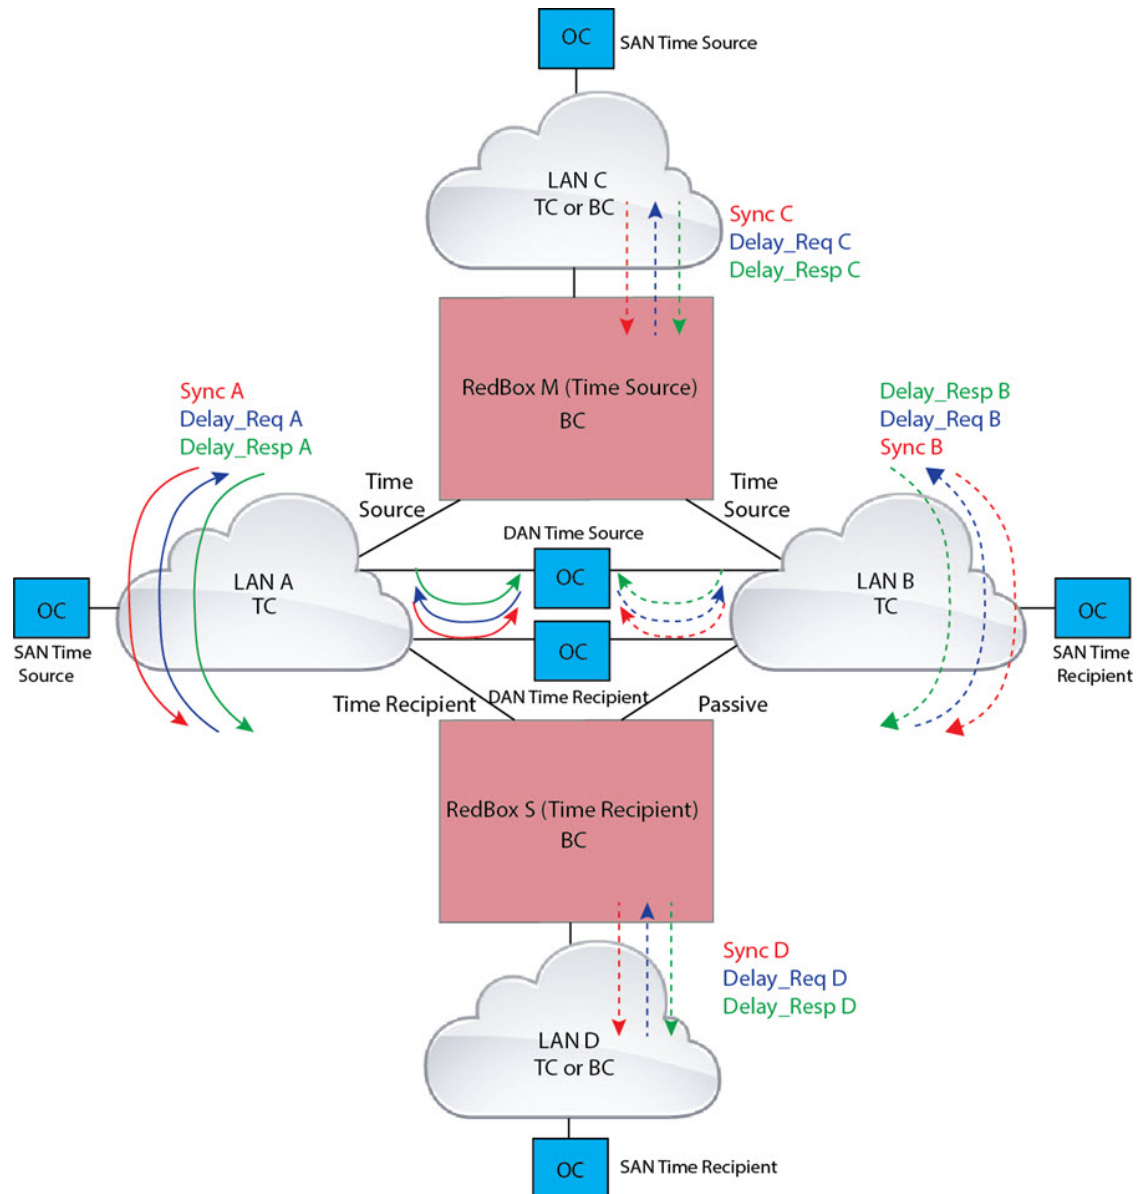 OC
SAN Time Source
LAN C
TC or BC
Sync C
Delay_Req C
Delay_Resp C
RedBox M (Time Source)
BC
Sync A
Delay_Req A
Delay_Resp A
Delay_Resp B
Delay_Req B
Sync B
Time
Source
Time
Source
DAN Time Source
OC
LAN A
TC
LAN B
TC
OC
SAN Time
Source
OC
SAN Time
Recipient
OC
DAN Time Recipient
Time Recipient
Passive
RedBox S (Time Recipient)
BC
Sync D
Delay_Req D
Delay_Resp D
LAN D
TC or BC
OC
SAN Time Recipient